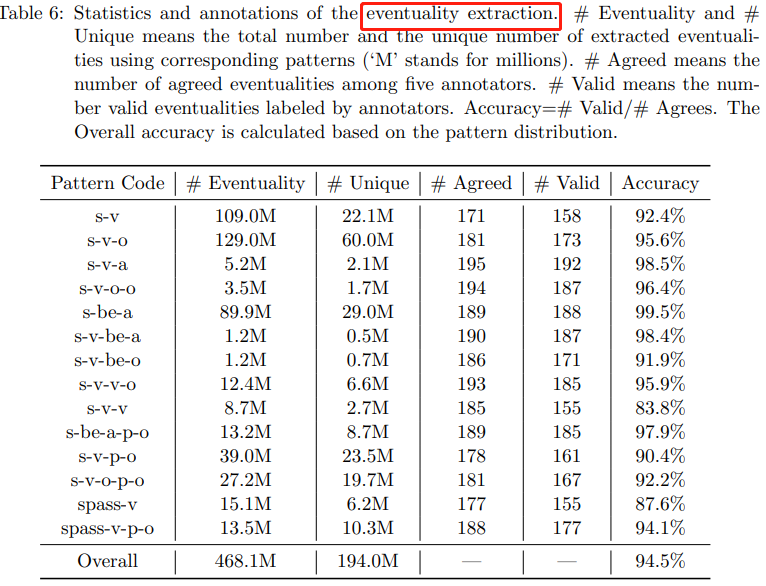 Table 6: Statistics and annotations of the eventuality extraction. # Eventuality and #
Unique means the total number and the unique number of extracted eventuali-
ties using corresponding patterns (‘M’ stands for millions). # Agreed means the
number of agreed eventualities among five annotators. # Valid means the num-
ber valid eventualities labeled by annotators. Accuracy=# Valid/# Agrees. The
Overall accuracy is calculated based on the pattern distribution.
Pattern Code # Eventuality # Unique # Agreed # Valid Accuracy
s-v 109.0M 22.1M 171 158 92.4%
s-v-o 129.0M 60.0M 181 173 95.6%
s-v-a 5.2M 2.1M 195 192 98.5%
s-v-o-o 3.5M 1.7M 194 187 96.4%
s-be-a 89.9M 29.0M 189 188 99.5%
s-v-be-a 1.2M 0.5M 190 187 98.4%
s-v-be-o 1.2M 0.7M 186 171 91.9%
s-v-v-o 12.4M 6.6M 193 185 95.9%
s-v-v 8.7M 2.7M 185 155 83.8%
s-be-a-p-o 13.2M 8.7M 189 185 97.9%
s-v-p-o 39.0M 23.5M 178 161 90.4%
s-v-o-p-o 27.2M 19.7M 181 167 92.2%
spass-v 15.1M 6.2M 177 155 87.6%
spass-v-p-o 13.5M 10.3M 188 177 94.1%
Overall 468.1M 194.0M — — 94.5%